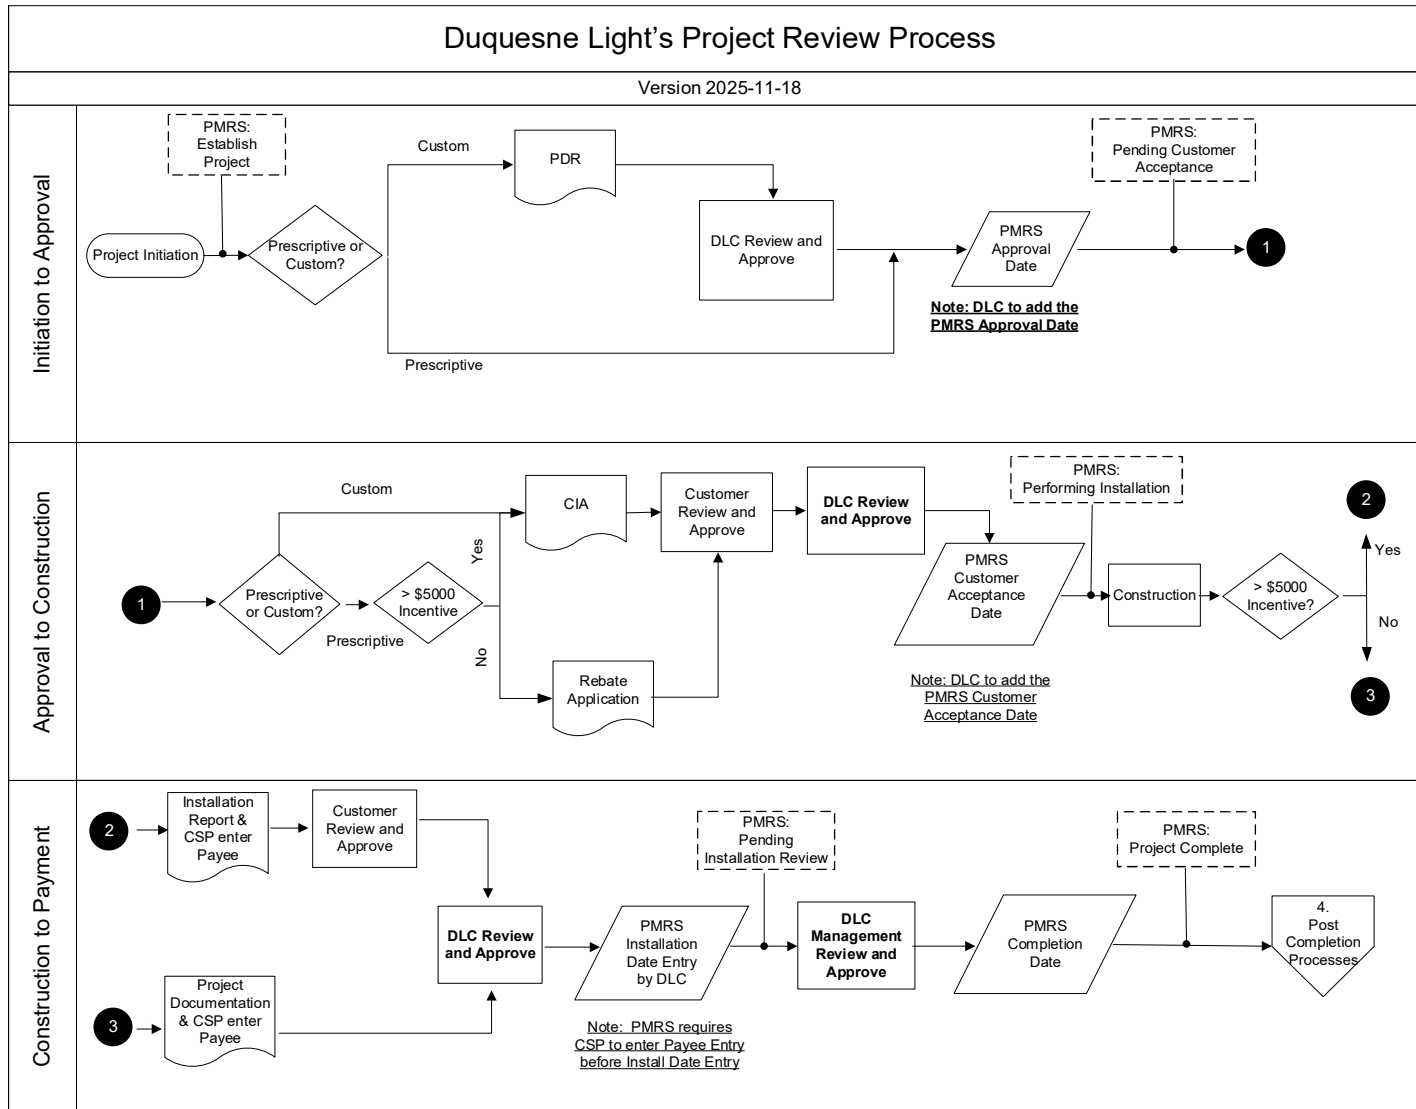 Duquesne Light's Project Review Process
Version 2025-11-18
Initiation to Approval
PMRS:
Establish
Project
Project Initiation
Prescriptive or
Custom?
Custom
PDR
Prescriptive
DLC Review and
Approve
PMRS
Approval
Date
Note: DLC to add the
PMRS Approval Date
PMRS:
Pending Customer
Acceptance
1
Approval to Construction
1
Prescriptive
or Custom?
Custom
Prescriptive
> $5000
Incentive
Yes
No
CIA
Rebate
Application
Customer
Review and
Approve
DLC Review
and Approve
PMRS
Customer
Acceptance
Date
Note: DLC to add the
PMRS Customer
Acceptance Date
PMRS:
Performing Installation
Construction
> $5000
Incentive?
2
Yes
No
3
Construction to Payment
2
Installation
Report &
CSP enter
Payee
Customer
Review and
Approve
3
Project
Documentation
& CSP enter
Payee
DLC Review
and Approve
PMRS
Installation
Date Entry
by DLC
Note:  PMRS requires
CSP to enter Payee Entry
before Install Date Entry
PMRS:
Pending
Installation Review
DLC
Management
Review and
Approve
PMRS
Completion
Date
PMRS:
Project Complete
4.
Post
Completion
Processes